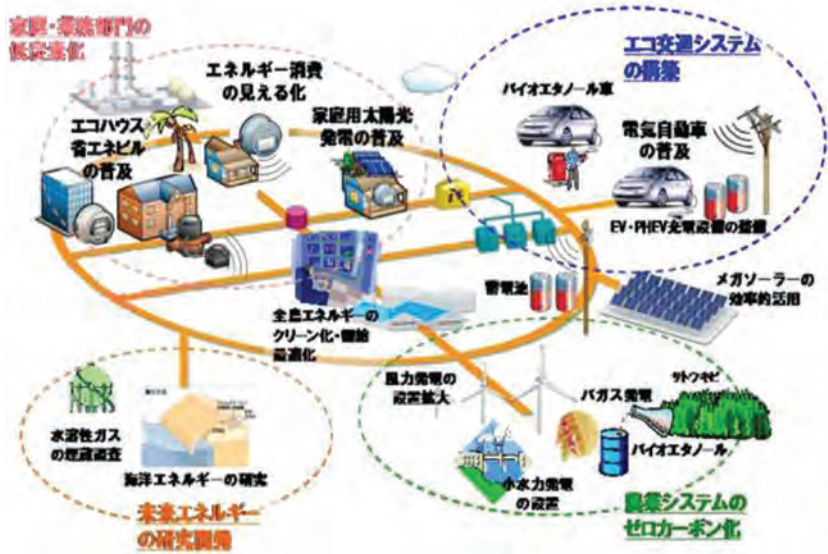 家庭・業務部門の
低炭素化
エネルギー消費
の見える化
エコハウス
省エネビル
の普及
家庭用太陽光
発電の普及
エコ交通システム
の構築
バイオエタノール車
電気自動車
の普及
EV・PHEV充電設備の整備
蓄電池
メガソーラーの
効率的活用
全島エネルギーの
クリーン化・需給
最適化
風力発電の
設置拡大
バガス発電
サトウキビ
バイオエタノール
小水力発電
の設置
農業システムの
ゼロカーボン化
水溶性ガス
の埋蔵調査
海洋エネルギーの研究
未来エネルギー
の研究開発